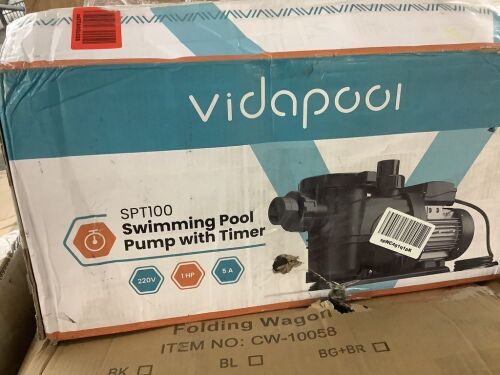 vidapool
SPT100
Swimming Pool
Pump with Timer
220V
1 HP
5 A
Folding Wagon
ITEM NO: CW-10058
BK
BL
BG+BR